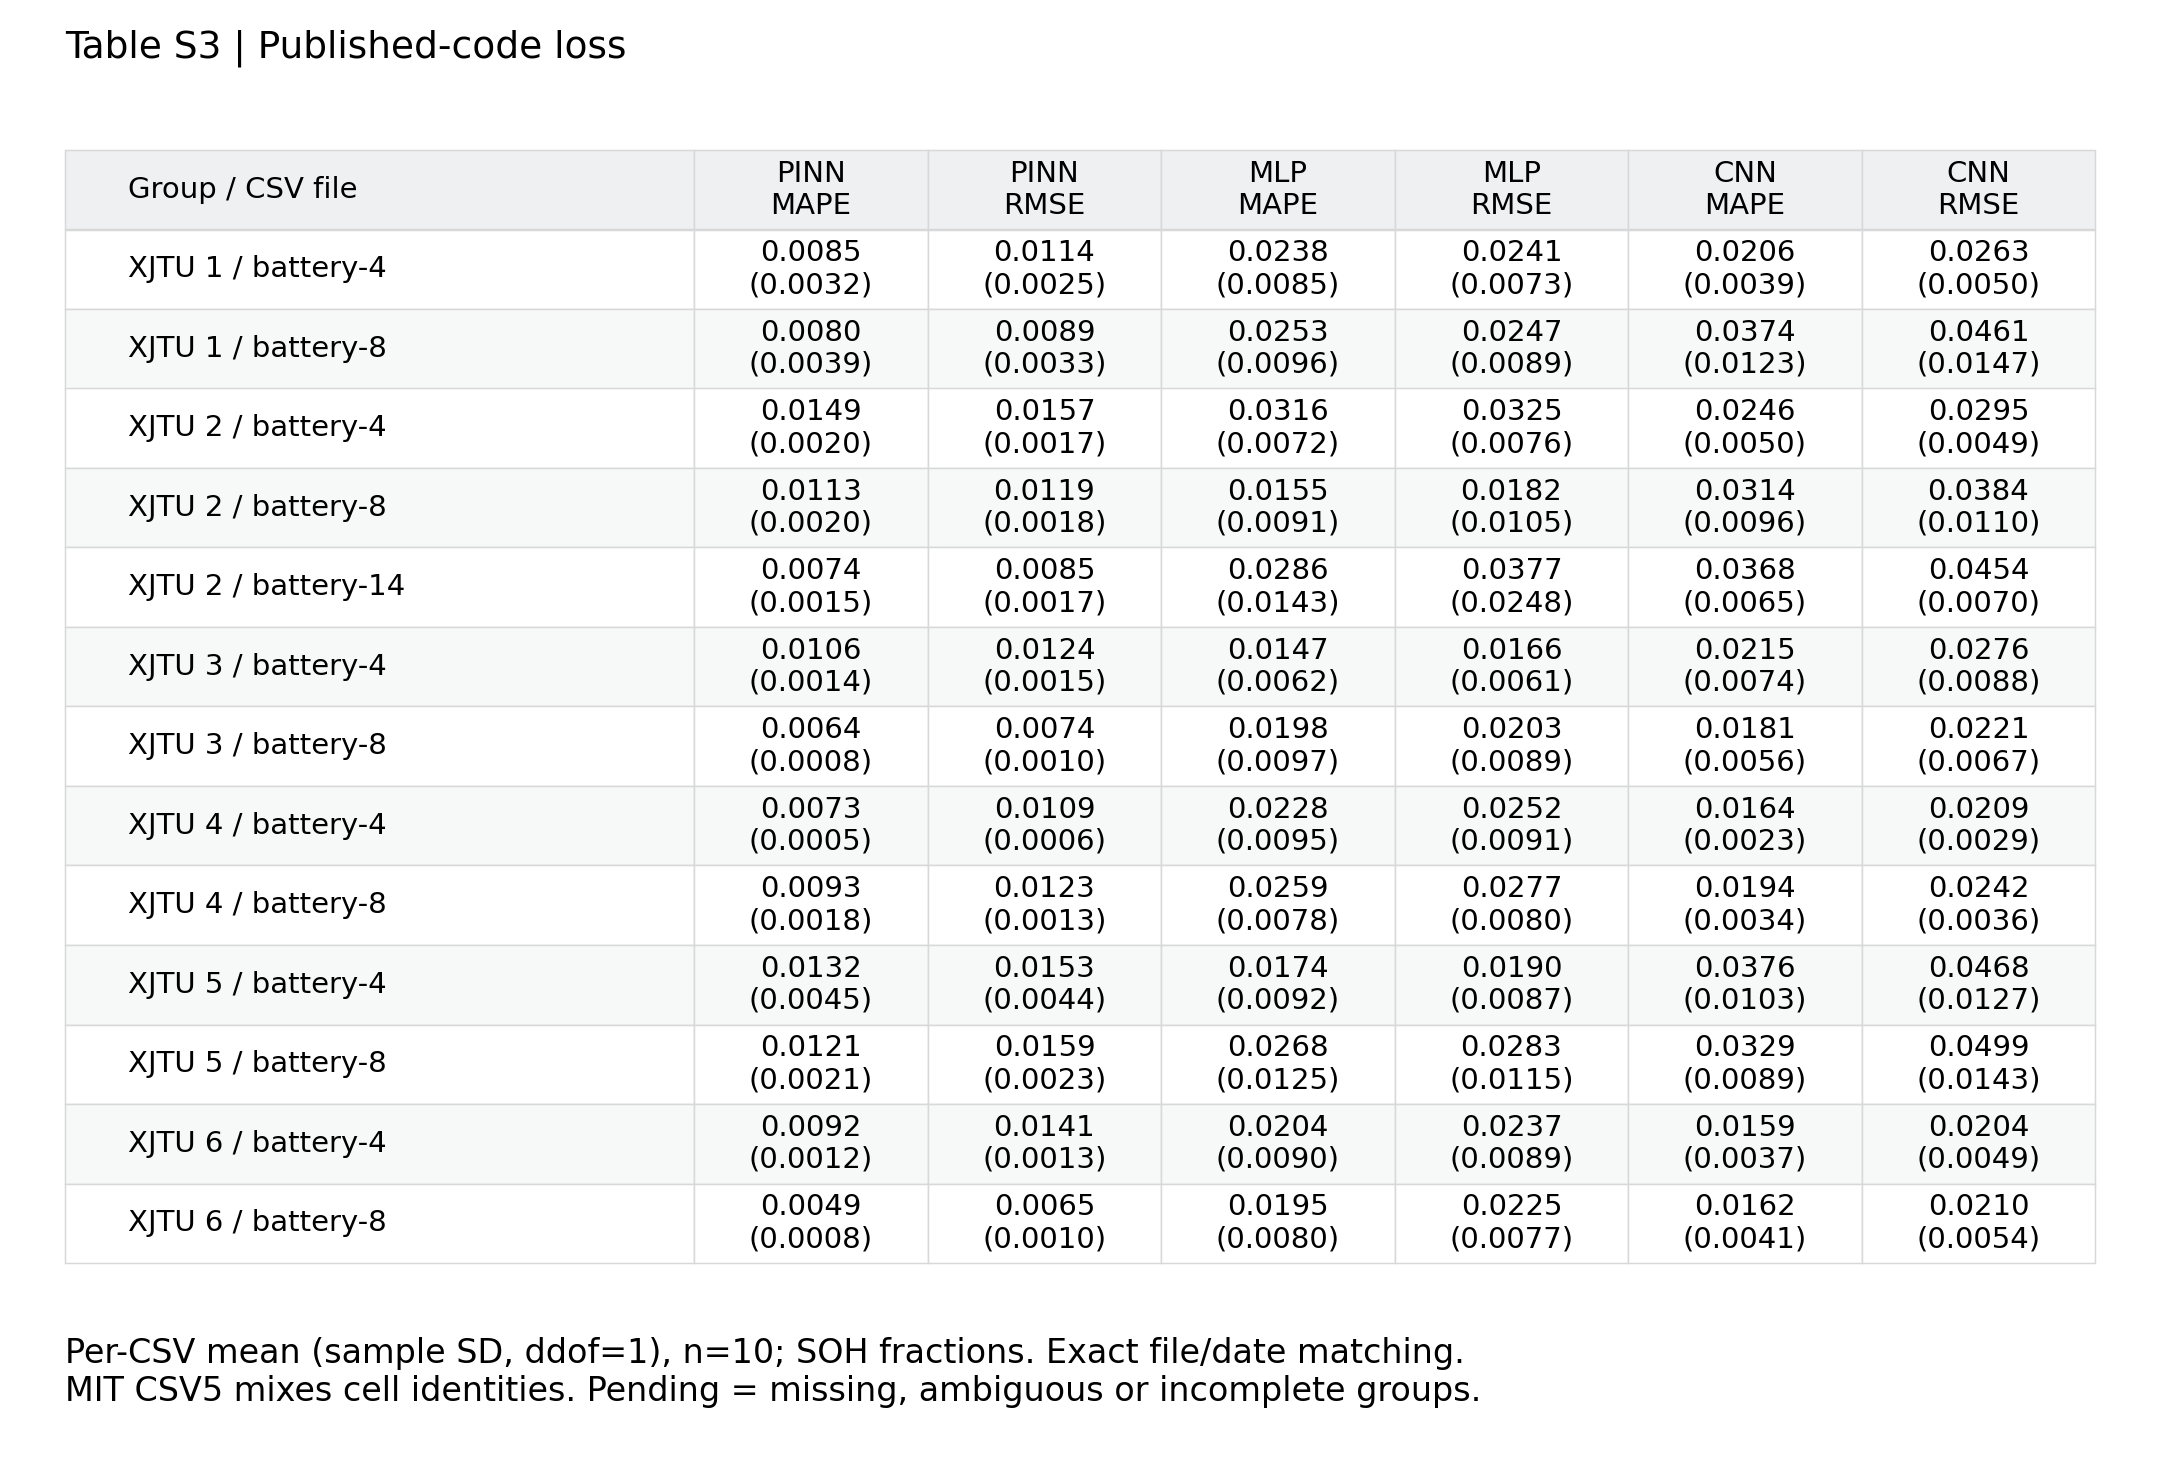 Table S3 | Published-code loss
Group / CSV file PINN MAPE PINN RMSE MLP MAPE MLP RMSE CNN MAPE CNN RMSE
XJTU 1 / battery-4 0.0085 (0.0032) 0.0114 (0.0025) 0.0238 (0.0085) 0.0241 (0.0073) 0.0206 (0.0039) 0.0263 (0.0050)
XJTU 1 / battery-8 0.0080 (0.0039) 0.0089 (0.0033) 0.0253 (0.0096) 0.0247 (0.0089) 0.0374 (0.0123) 0.0461 (0.0147)
XJTU 2 / battery-4 0.0149 (0.0020) 0.0157 (0.0017) 0.0316 (0.0072) 0.0325 (0.0076) 0.0246 (0.0050) 0.0295 (0.0049)
XJTU 2 / battery-8 0.0113 (0.0020) 0.0119 (0.0018) 0.0155 (0.0091) 0.0182 (0.0105) 0.0314 (0.0096) 0.0384 (0.0110)
XJTU 2 / battery-14 0.0074 (0.0015) 0.0085 (0.0017) 0.0286 (0.0143) 0.0377 (0.0248) 0.0368 (0.0065) 0.0454 (0.0070)
XJTU 3 / battery-4 0.0106 (0.0014) 0.0124 (0.0015) 0.0147 (0.0062) 0.0166 (0.0061) 0.0215 (0.0074) 0.0276 (0.0088)
XJTU 3 / battery-8 0.0064 (0.0008) 0.0074 (0.0010) 0.0198 (0.0097) 0.0203 (0.0089) 0.0181 (0.0056) 0.0221 (0.0067)
XJTU 4 / battery-4 0.0073 (0.0005) 0.0109 (0.0006) 0.0228 (0.0095) 0.0252 (0.0091) 0.0164 (0.0023) 0.0209 (0.0029)
XJTU 4 / battery-8 0.0093 (0.0018) 0.0123 (0.0013) 0.0259 (0.0078) 0.0277 (0.0080) 0.0194 (0.0034) 0.0242 (0.0036)
XJTU 5 / battery-4 0.0132 (0.0045) 0.0153 (0.0044) 0.0174 (0.0092) 0.0190 (0.0087) 0.0376 (0.0103) 0.0468 (0.0127)
XJTU 5 / battery-8 0.0121 (0.0021) 0.0159 (0.0023) 0.0268 (0.0125) 0.0283 (0.0115) 0.0329 (0.0089) 0.0499 (0.0143)
XJTU 6 / battery-4 0.0092 (0.0012) 0.0141 (0.0013) 0.0204 (0.0090) 0.0237 (0.0089) 0.0159 (0.0037) 0.0204 (0.0049)
XJTU 6 / battery-8 0.0049 (0.0008) 0.0065 (0.0010) 0.0195 (0.0080) 0.0225 (0.0077) 0.0162 (0.0041) 0.0210 (0.0054)
Per-CSV mean (sample SD, ddof=1), n=10; SOH fractions. Exact file/date matching.
MIT CSV5 mixes cell identities. Pending = missing, ambiguous or incomplete groups.